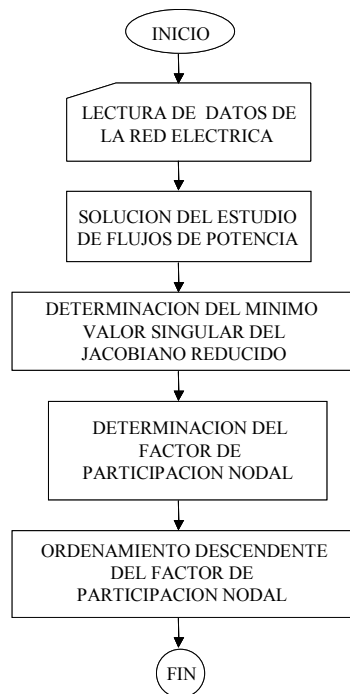 INICIO
LECTURA DE DATOS DE
LA RED ELECTRICA
SOLUCION DEL ESTUDIO
DE FLUJOS DE POTENCIA
DETERMINACION DEL MINIMO
VALOR SINGULAR DEL
JACOBIANO REDUCIDO
DETERMINACION DEL
FACTOR DE
PARTICIPACION NODAL
ORDENAMIENTO DESCENDENTE
DEL FACTOR DE
PARTICIPACION NODAL
FIN